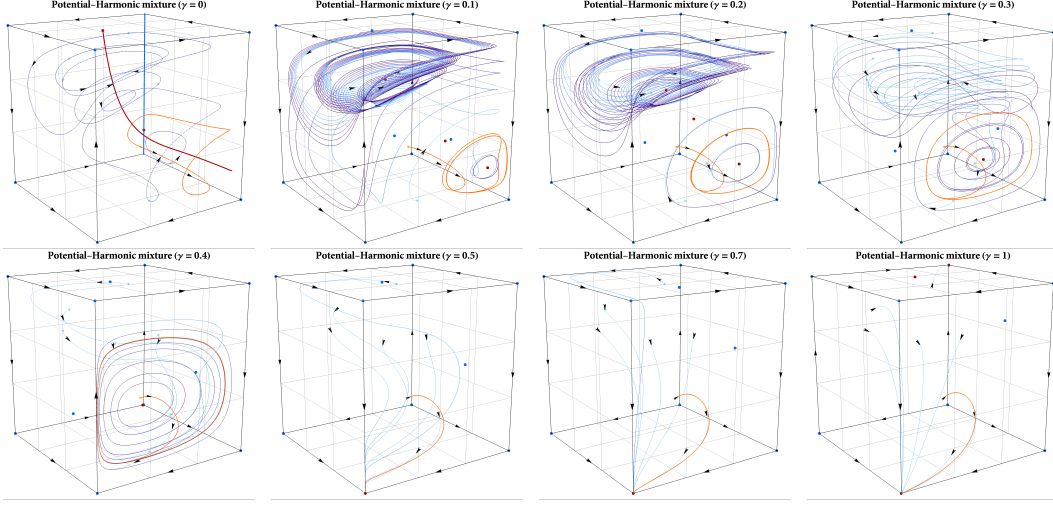 Potential–Harmonic mixture (γ = 0)
Potential–Harmonic mixture (γ = 0.1)
Potential–Harmonic mixture (γ = 0.2)
Potential–Harmonic mixture (γ = 0.3)
Potential–Harmonic mixture (γ = 0.4)
Potential–Harmonic mixture (γ = 0.5)
Potential–Harmonic mixture (γ = 0.7)
Potential–Harmonic mixture (γ = 1)